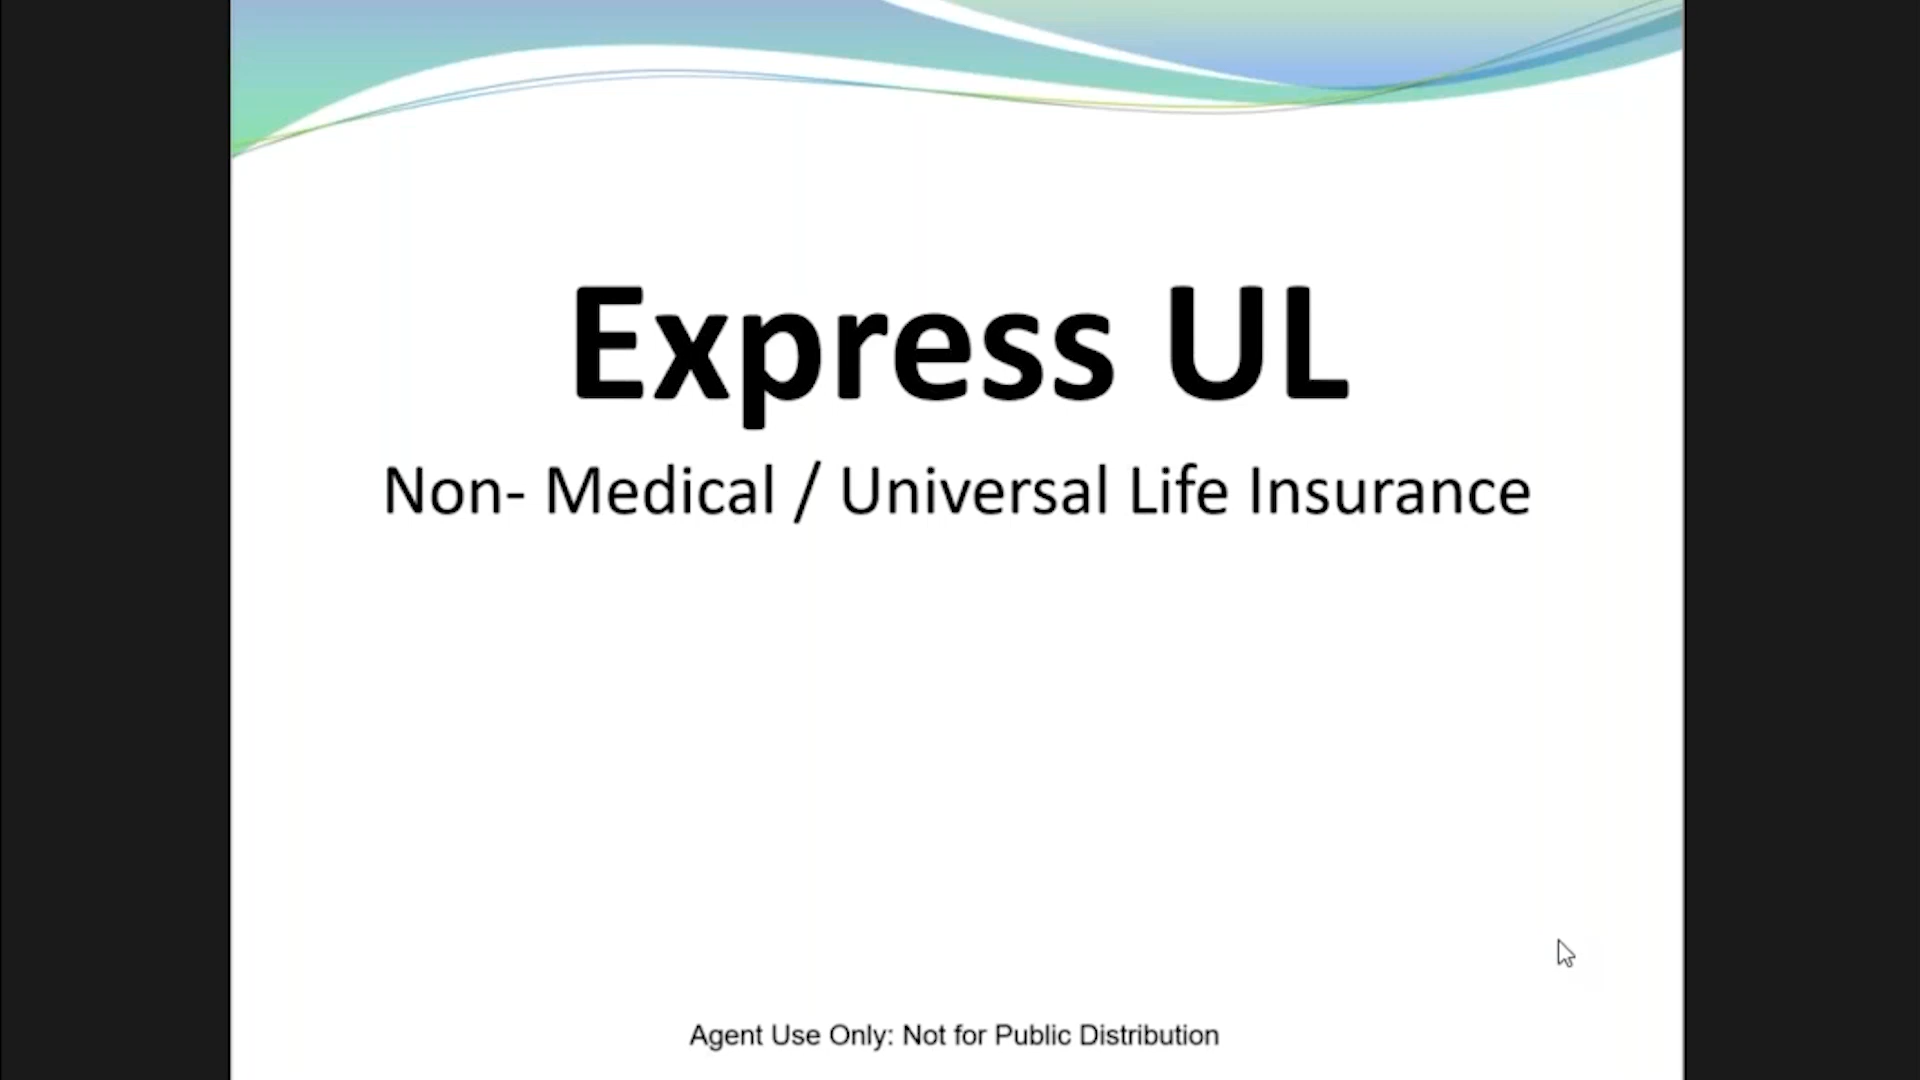 Express UL
Non- Medical / Universal Life Insurance
Agent Use Only: Not for Public Distribution